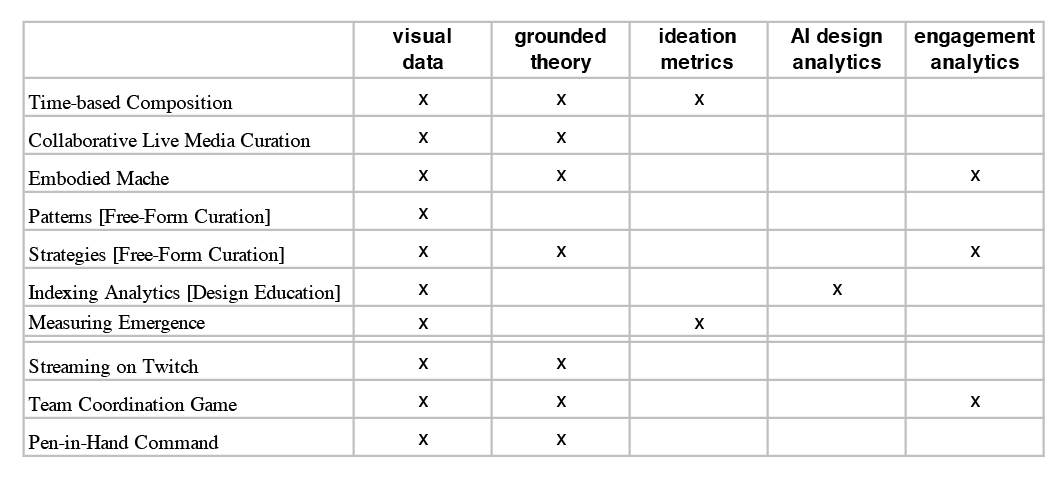 visual data grounded theory ideation metrics AI design analytics engagement analytics
Time-based Composition x x x
Collaborative Live Media Curation x x
Embodied Mache x x x
Patterns [Free-Form Curation] x
Strategies [Free-Form Curation] x x x
Indexing Analytics [Design Education] x x
Measuring Emergence x x
Streaming on Twitch x x
Team Coordination Game x x x
Pen-in-Hand Command x x